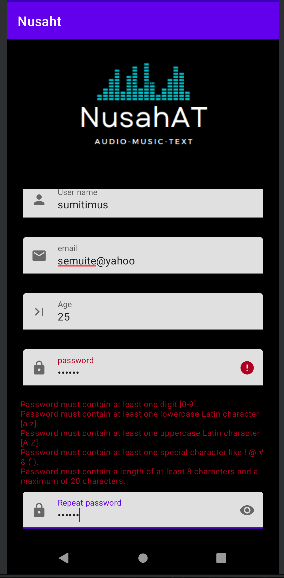 Nusaht
NusahAT
AUDIO-MUSIC-TEXT
User name
sumitimus
email
semuite@yahoo
Age
25
password
••••••
Password must contain at least one digit [0-9].
Password must contain at least one lowercase Latin character
[a-z].
Password must contain at least one uppercase Latin character
[A-Z].
Password must contain at least one special character like ! @ #
& ( ).
Password must contain a length of at least 8 characters and a
maximum of 20 characters.
Repeat password
••••••